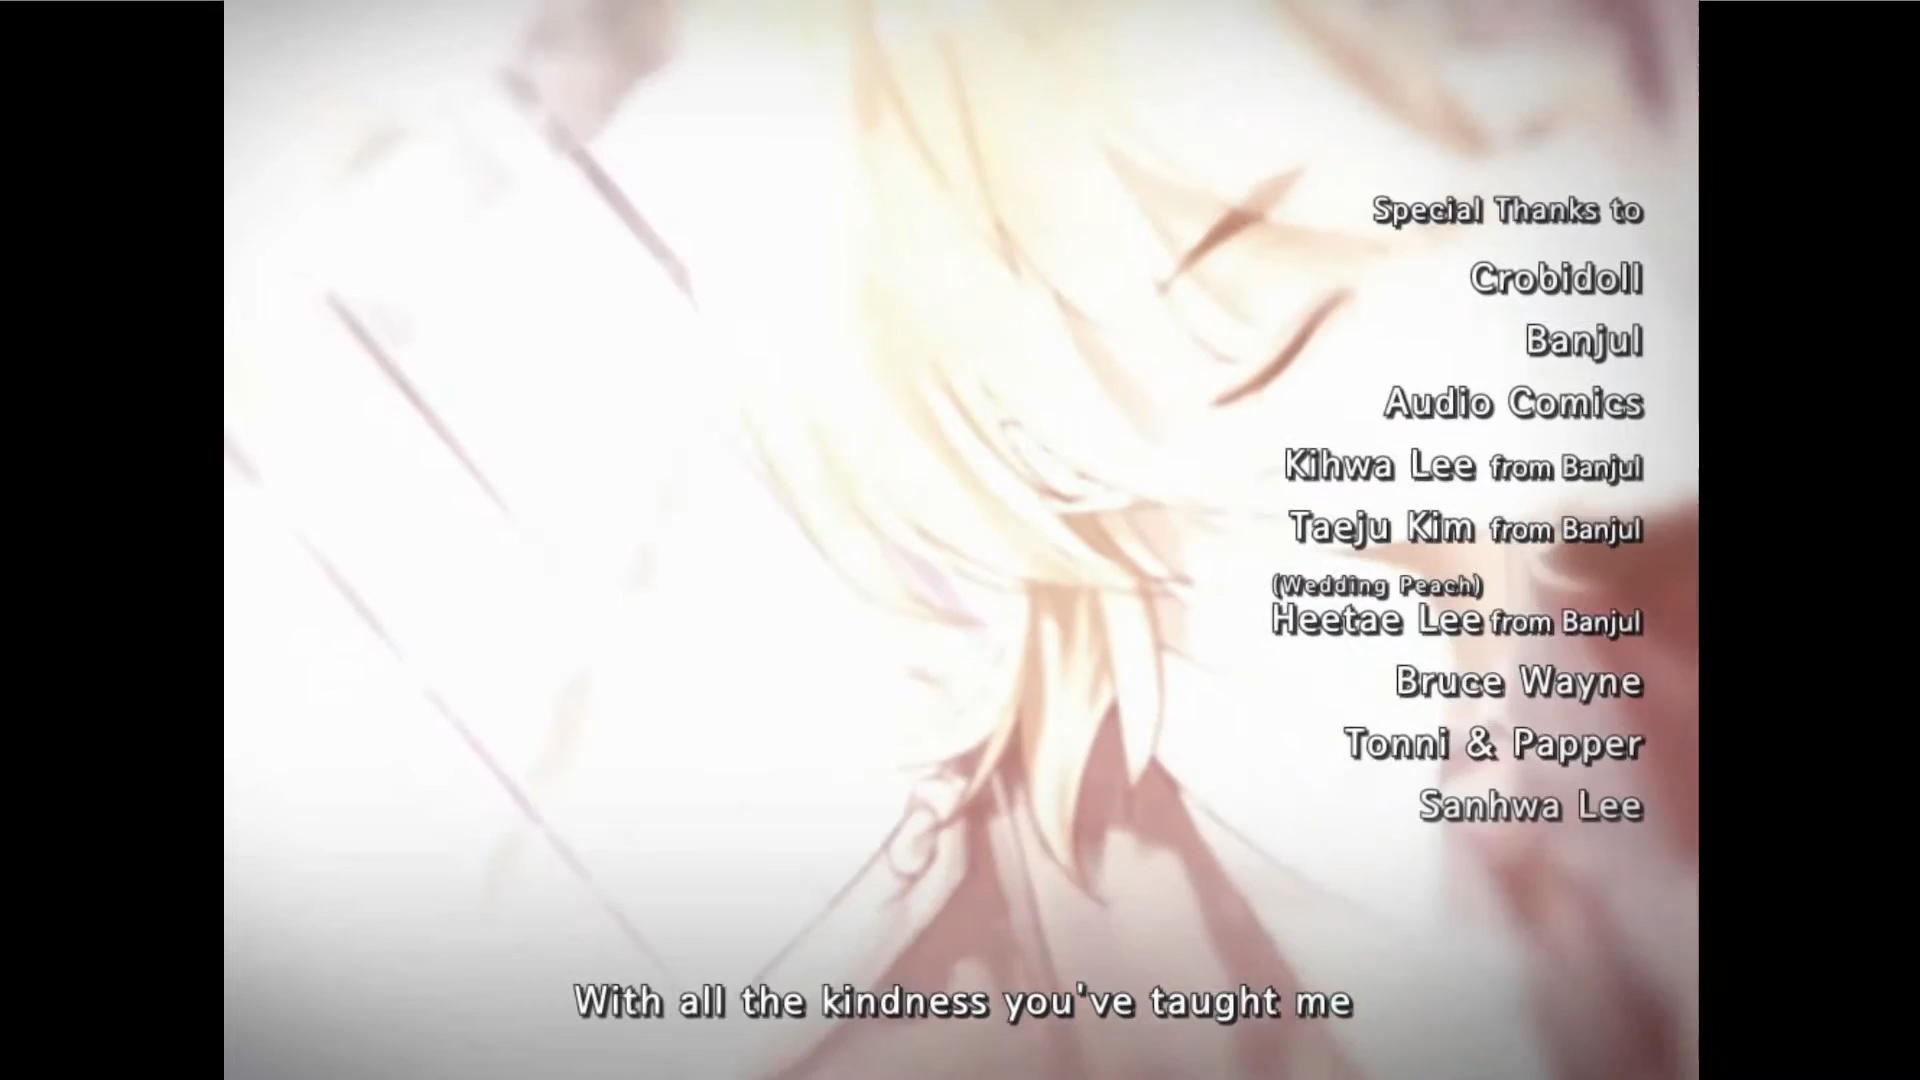 Special Thanks to
Crobidoll
Banjul
Audio Comics
Kihwa Lee from Banjul
Taeju Kim from Banjul
(Wedding Peach)
Heetae Lee from Banjul
Bruce Wayne
Tonni & Papper
Sanhwa Lee
With all the kindness you've taught me